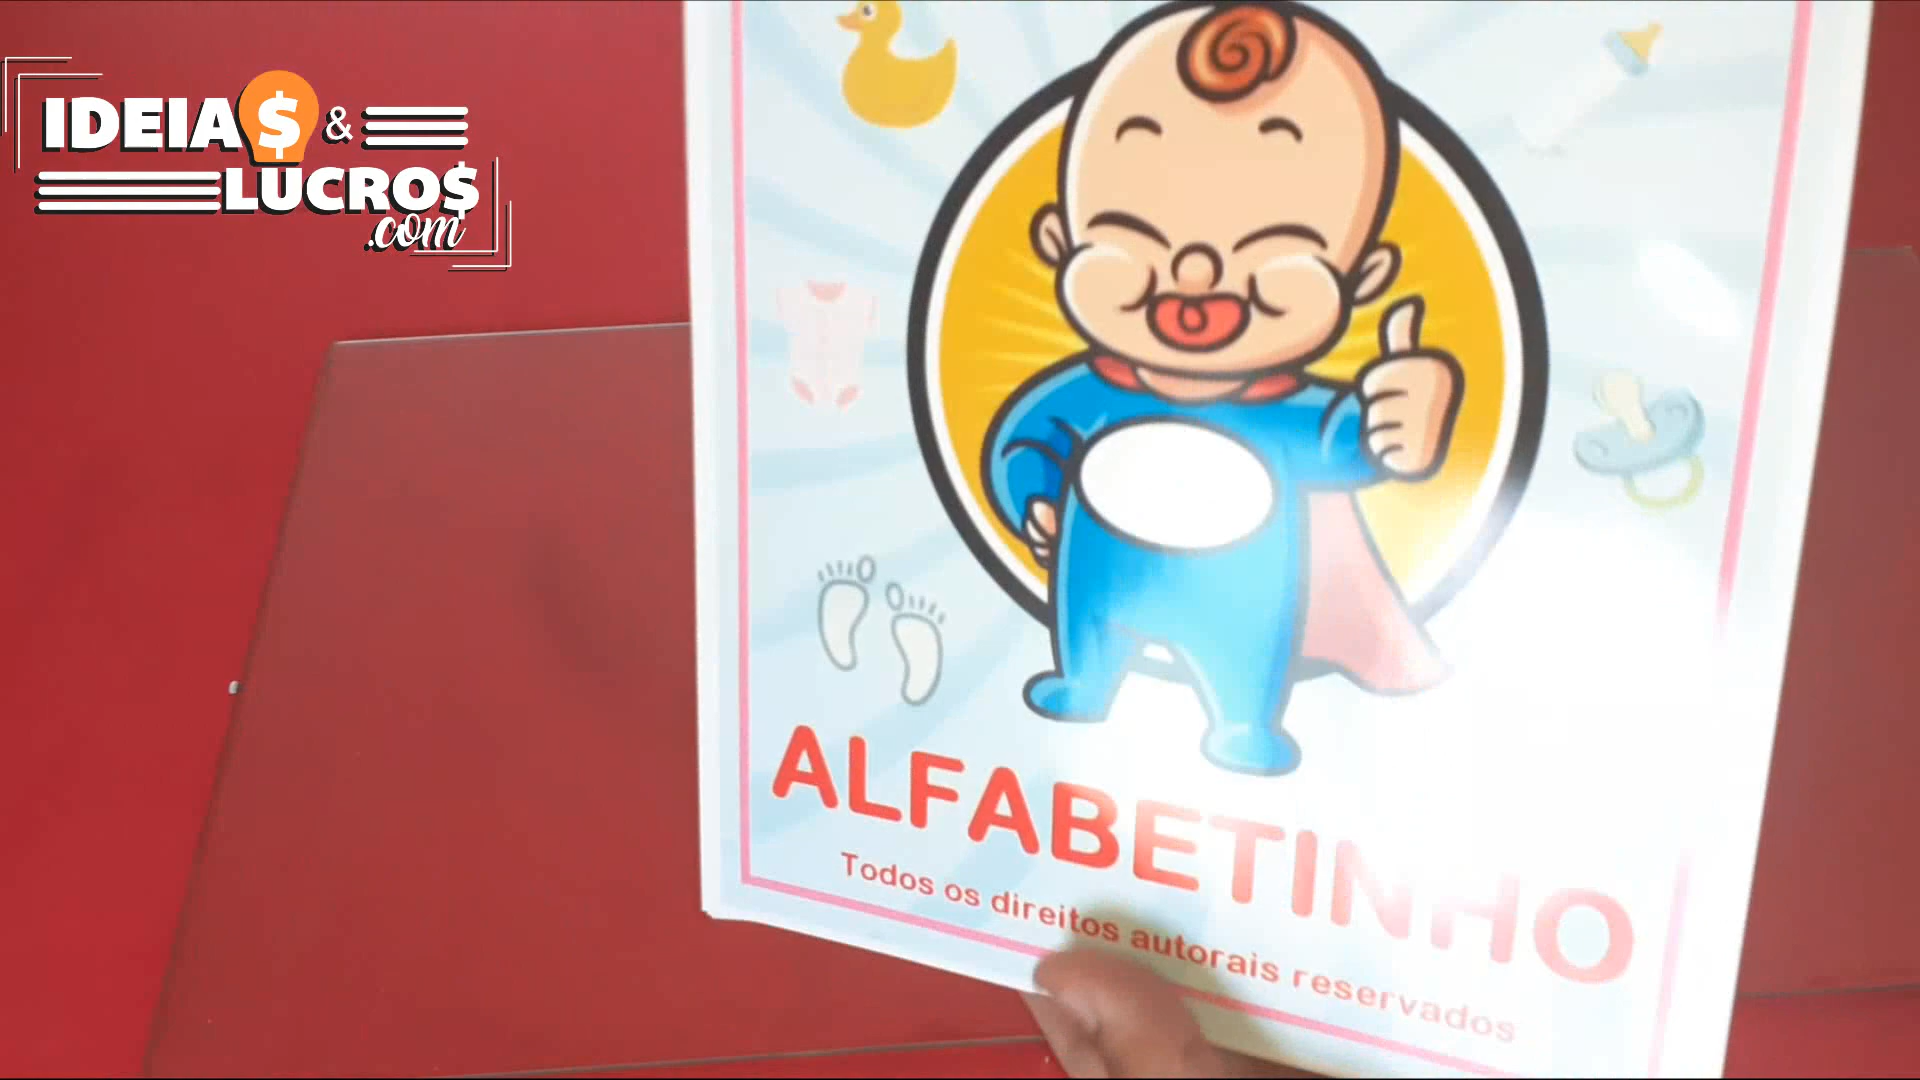 IDEIA$ &
LUCRO$
.com
ALFABETINHO
Todos os direitos autorais reservados